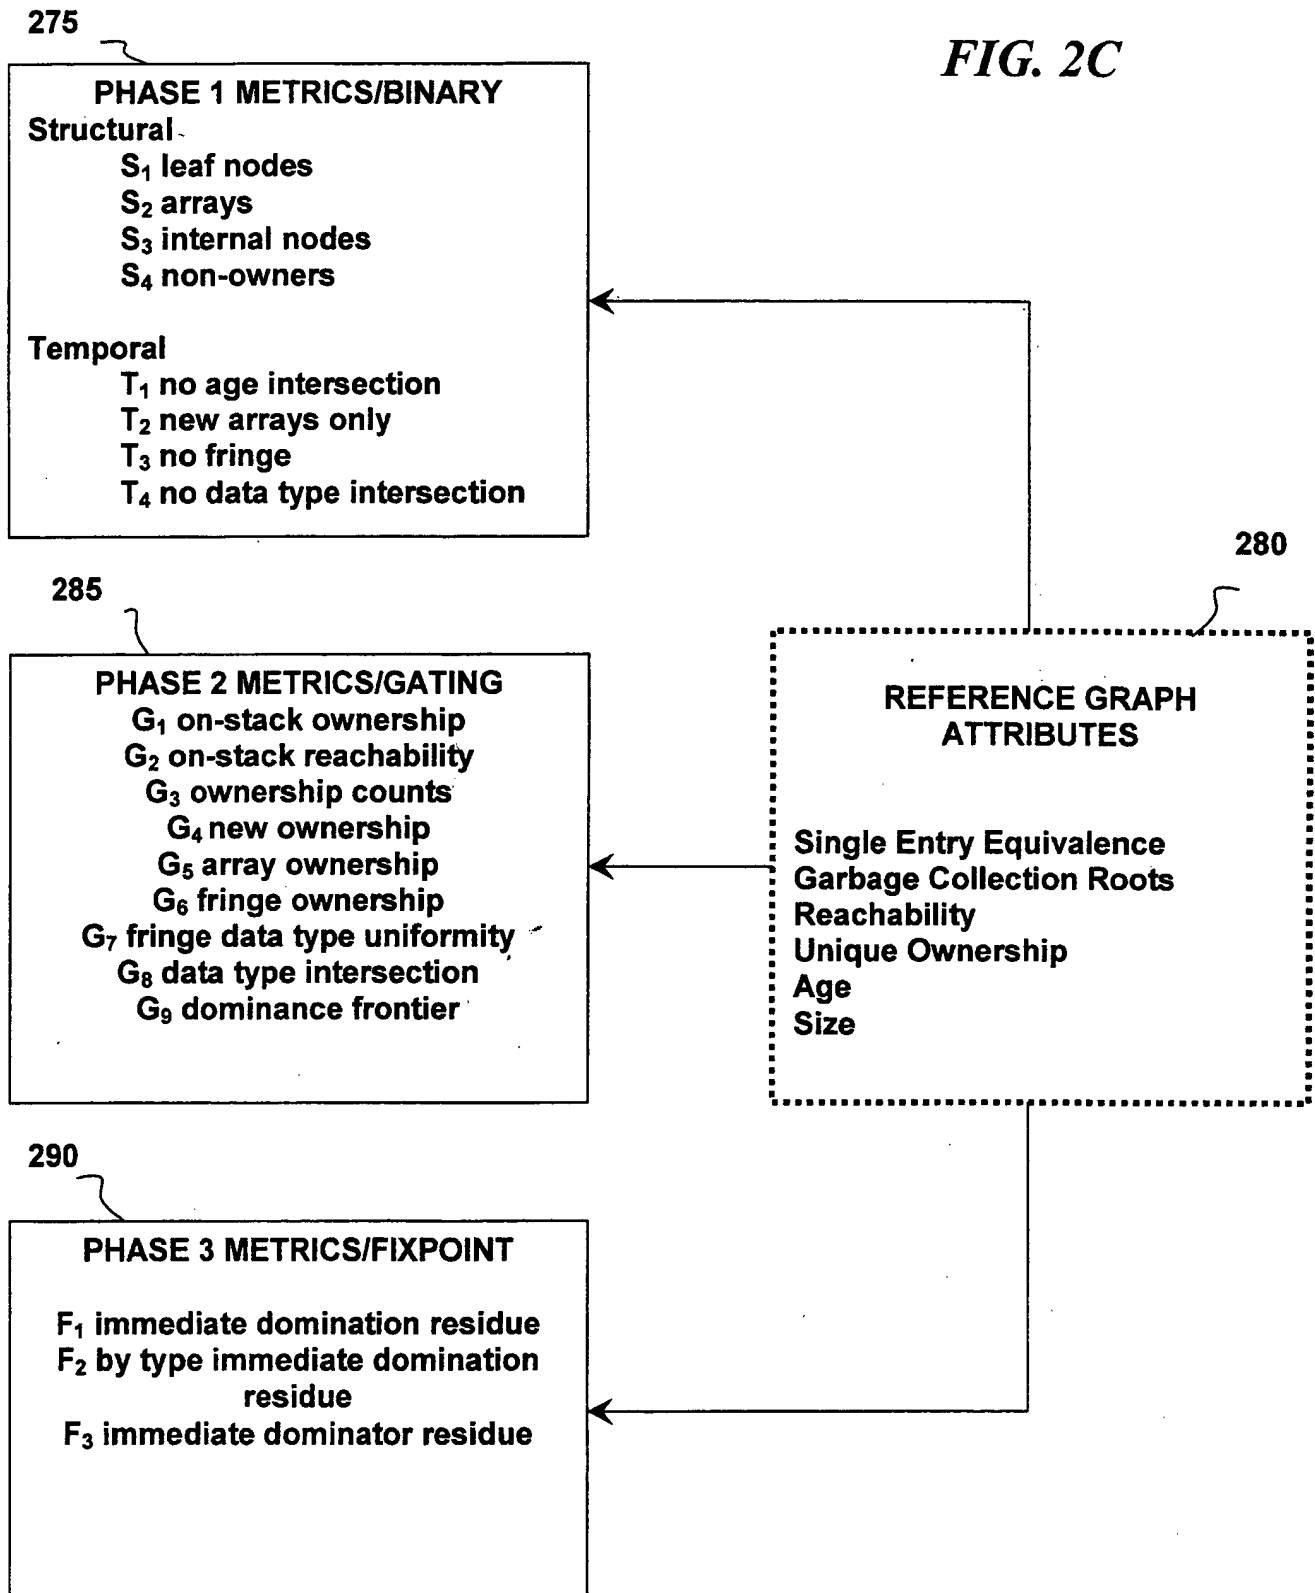 275
FIG. 2C
PHASE 1 METRICS/BINARY
Structural
S₁ leaf nodes
S₂ arrays
S₃ internal nodes
S₄ non-owners
Temporal
T₁ no age intersection
T₂ new arrays only
T₃ no fringe
T₄ no data type intersection
280
285
PHASE 2 METRICS/GATING
G₁ on-stack ownership
G₂ on-stack reachability
G₃ ownership counts
G₄ new ownership
G₅ array ownership
G₆ fringe ownership
G₇ fringe data type uniformity
G₈ data type intersection
G₉ dominance frontier
REFERENCE GRAPH
ATTRIBUTES
Single Entry Equivalence
Garbage Collection Roots
Reachability
Unique Ownership
Age
Size
290
PHASE 3 METRICS/FIXPOINT
F₁ immediate domination residue
F₂ by type immediate domination
residue
F₃ immediate dominator residue